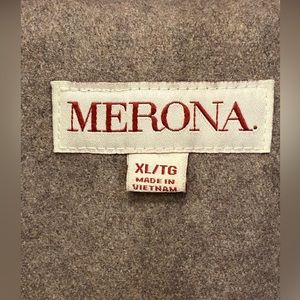 MERONA.
XL/TG
MADE IN
VIETNAM